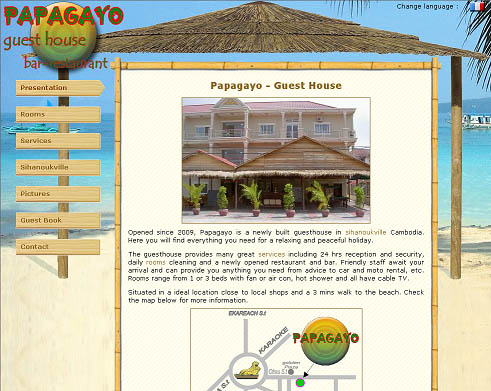 PAPAGAYO
guest house
bar restaurant
Change language :
Presentation
Rooms
Services
Sihanoukville
Pictures
Guest Book
Contact
Papagayo - Guest House
Opened since 2009, Papagayo is a newly built guesthouse in sihanoukville Cambodia.
Here you will find everything you need for a relaxing and peaceful holiday.
The guesthouse provides many great services including 24 hrs reception and security,
daily rooms cleaning and a newly opened restaurant and bar. Friendly staff await your
arrival and can provide you anything you need from advice to car and moto rental, etc.
Rooms range from 1 or 3 beds with fan or air con, hot shower and all have cable TV.
Situated in a ideal location close to local shops and a 3 mins walk to the beach. Check
the map below for more information.
EKAREACH S.t
KARAOKE
PAPAGAYO
S.t